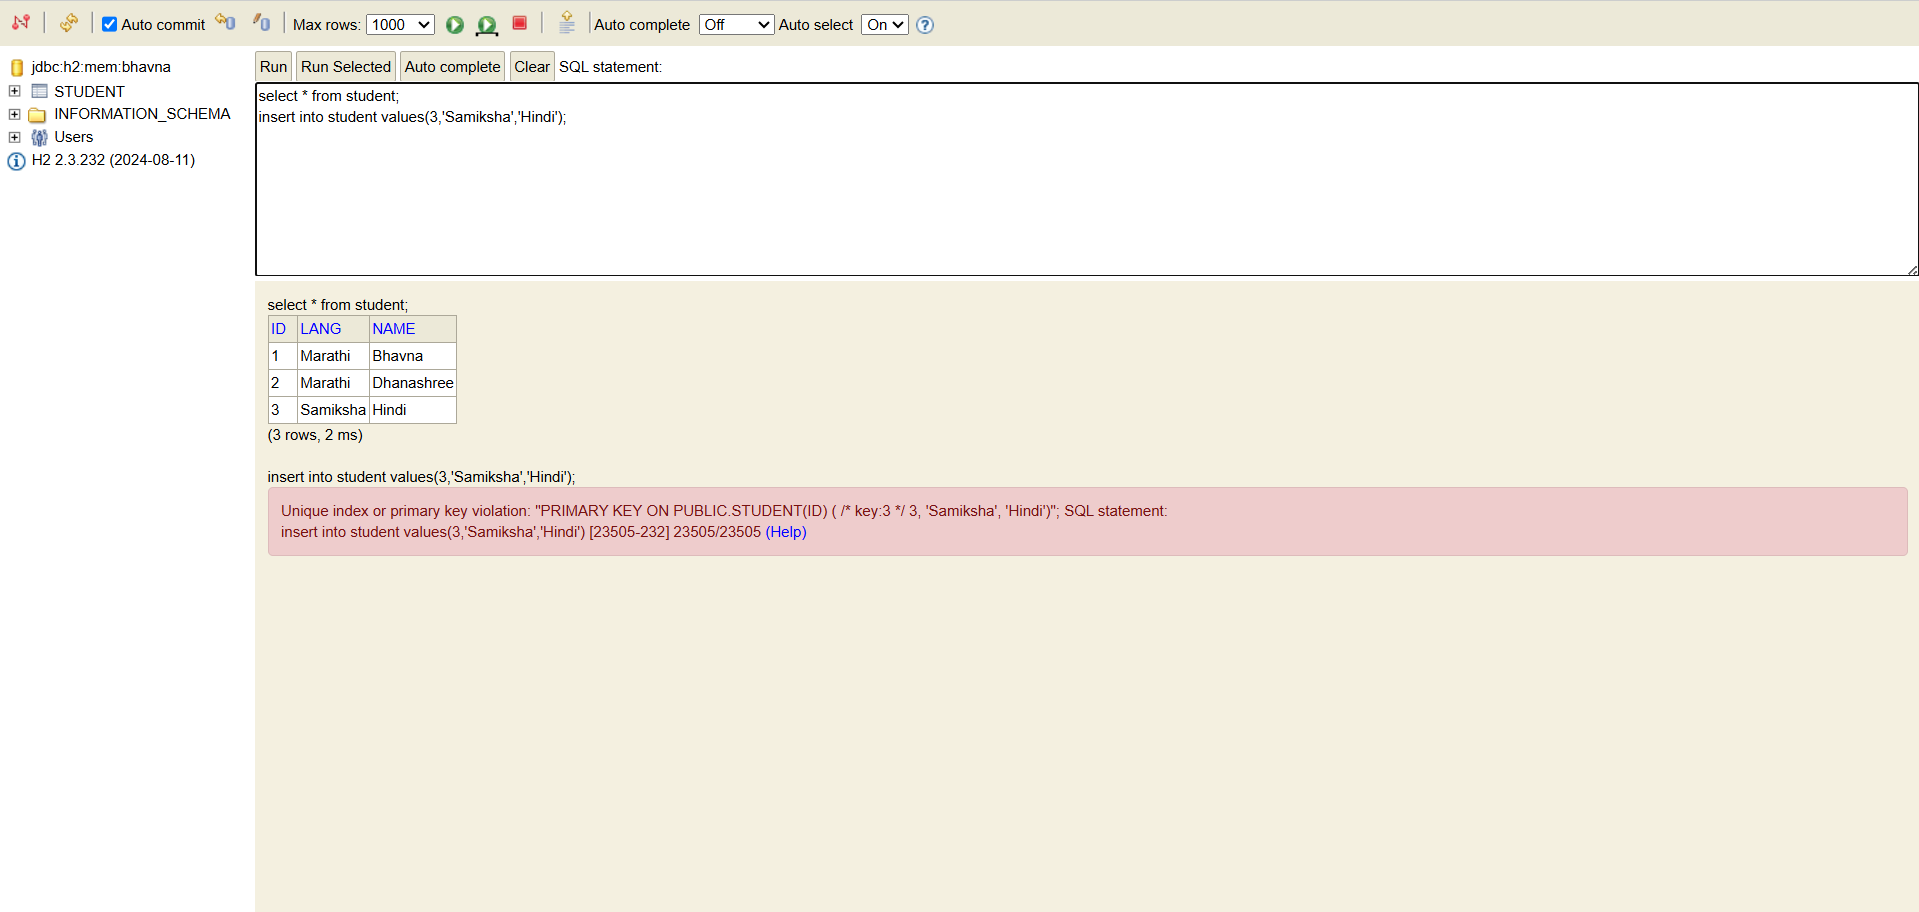 Auto commit Max rows: 1000 Auto complete Off Auto select On
jdbc:h2:mem:bhavna
STUDENT
INFORMATION_SCHEMA
Users
H2 2.3.232 (2024-08-11)
Run Run Selected Auto complete Clear SQL statement:
select * from student;
insert into student values(3,'Samiksha','Hindi');
select * from student;
ID LANG NAME
1 Marathi Bhavna
2 Marathi Dhanashree
3 Samiksha Hindi
(3 rows, 2 ms)
insert into student values(3,'Samiksha','Hindi');
Unique index or primary key violation: "PRIMARY KEY ON PUBLIC.STUDENT(ID) ( /* key:3 */ 3, 'Samiksha', 'Hindi')"; SQL statement:
insert into student values(3,'Samiksha','Hindi') [23505-232] 23505/23505 (Help)